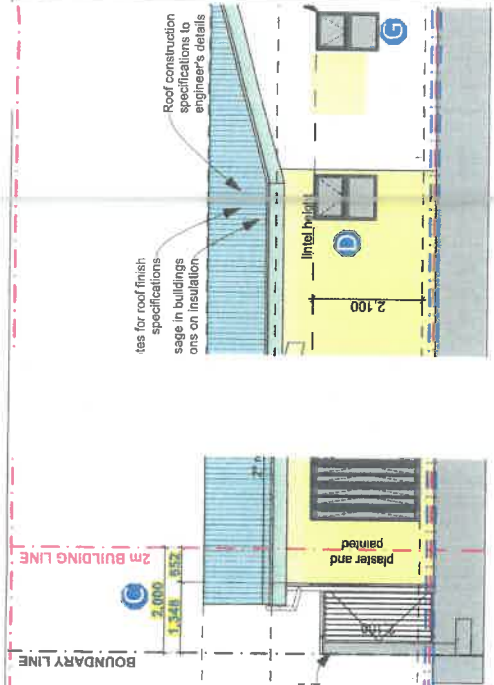 Roof construction
specifications to
engineer's details
tes for roof finish
specifications
sage in buildings
ons on insulation
G
D
lintel height
2,100
C
2,000
1,348 652
2m BUILDING LINE
BOUNDARY LINE
plaster and
painted